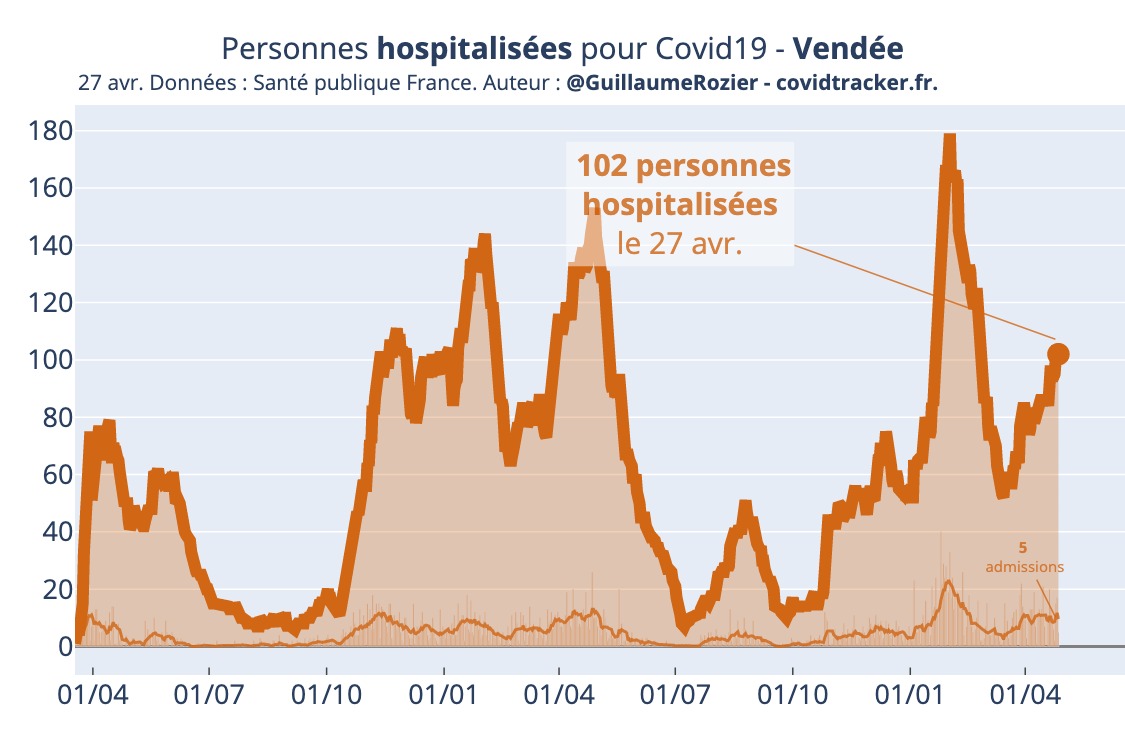 Personnes hospitalisées pour Covid19 - Vendée
27 avr. Données : Santé publique France. Auteur : @GuillaumeRozier - covidtracker.fr.
180
160
140
120
100
80
60
40
20
0
102 personnes
hospitalisées
le 27 avr.
5
admissions
01/04 01/07 01/10 01/01 01/04 01/07 01/10 01/01 01/04